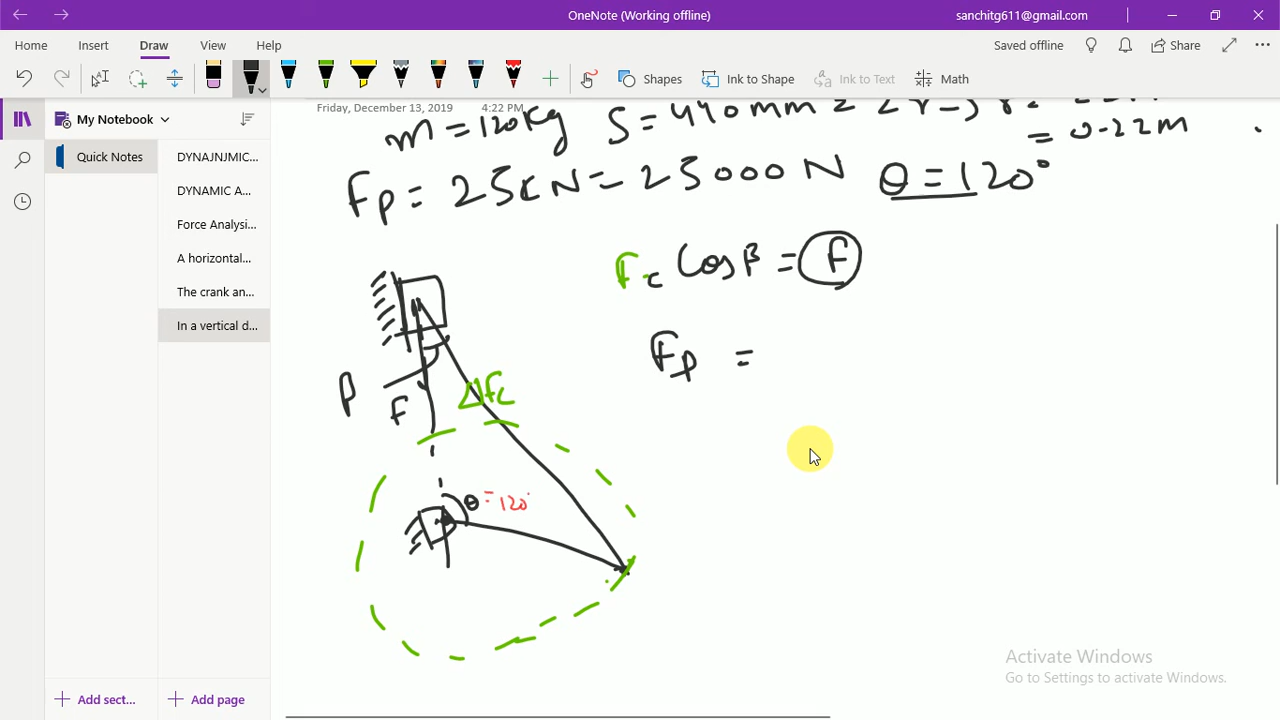 OneNote (Working offline)
sanchitg611@gmail.com
Home Insert Draw View Help
Saved offline
Share
Shapes
Ink to Shape
Ink to Text
Math
My Notebook
Quick Notes
DYNAJNJMIC...
DYNAMIC A...
Force Analysi...
A horizontal...
The crank an...
In a vertical d...
Add sect...
Add page
Friday, December 13, 2019 4:22 PM
m = 120kg S = 440mm = 2r
= 0.22m
Fp = 25KN = 25000 N θ = 120°
Fc Cosβ = F
Fp =
β
F
Fc
θ = 120°
Activate Windows
Go to Settings to activate Windows.